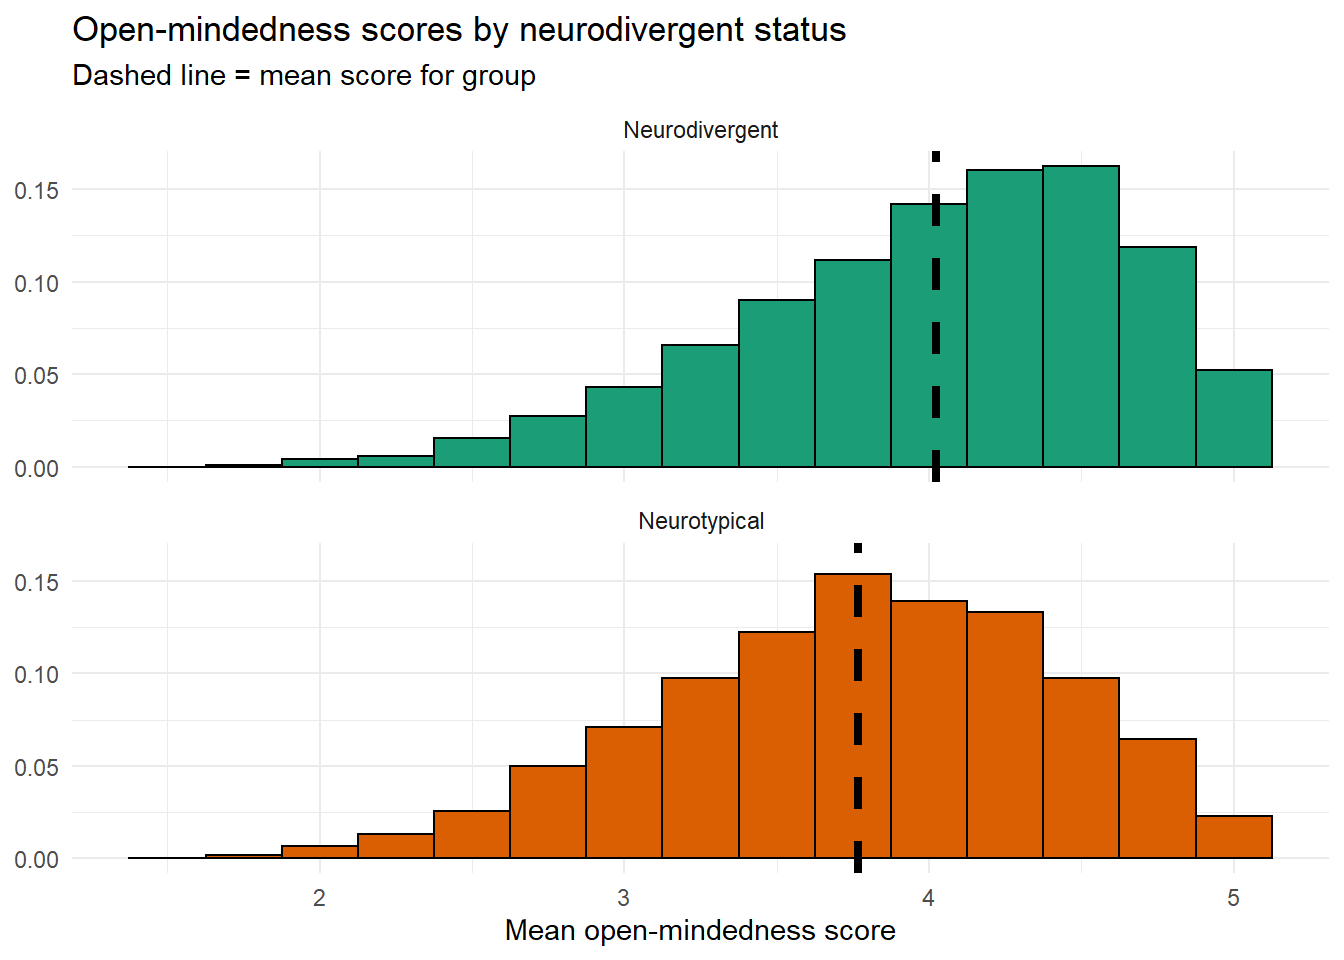 Open-mindedness scores by neurodivergent status
Dashed line = mean score for group
Neurodivergent
0.15
0.10
0.05
0.00
Neurotypical
0.15
0.10
0.05
0.00
2 3 4 5
Mean open-mindedness score